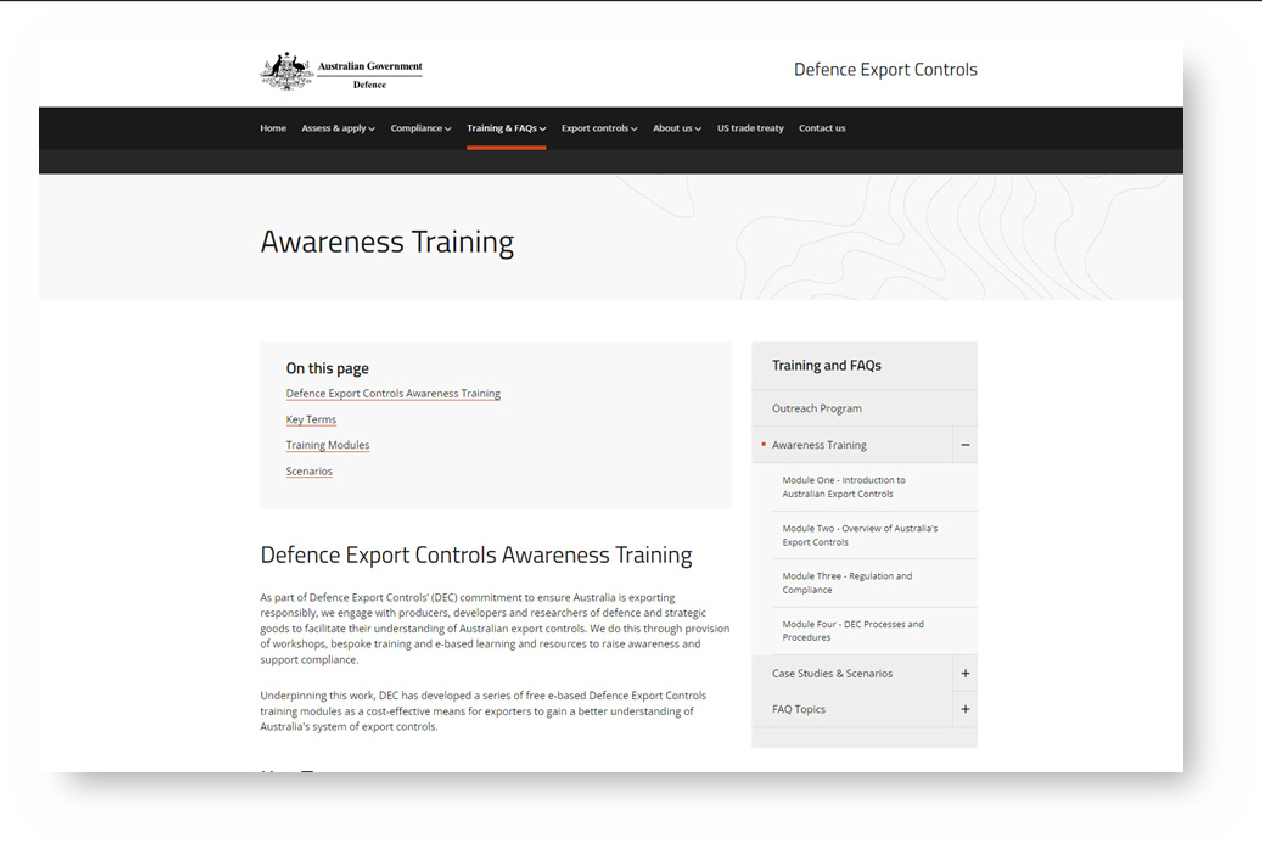 Australian Government
Defence
Defence Export Controls
Home Assess & apply Compliance Training & FAQs Export controls About us US trade treaty Contact us
Awareness Training
On this page
Defence Export Controls Awareness Training
Key Terms
Training Modules
Scenarios
Defence Export Controls Awareness Training
As part of Defence Export Controls' (DEC) commitment to ensure Australia is exporting
responsibly, we engage with producers, developers and researchers of defence and strategic
goods to facilitate their understanding of Australian export controls. We do this through provision
of workshops, bespoke training and e-based learning and resources to raise awareness and
support compliance.
Underpinning this work, DEC has developed a series of free e-based Defence Export Controls
training modules as a cost-effective means for exporters to gain a better understanding of
Australia's system of export controls.
Training and FAQs
Outreach Program
Awareness Training −
Module One - Introduction to
Australian Export Controls
Module Two - Overview of Australia's
Export Controls
Module Three - Regulation and
Compliance
Module Four - DEC Processes and
Procedures
Case Studies & Scenarios +
FAQ Topics +